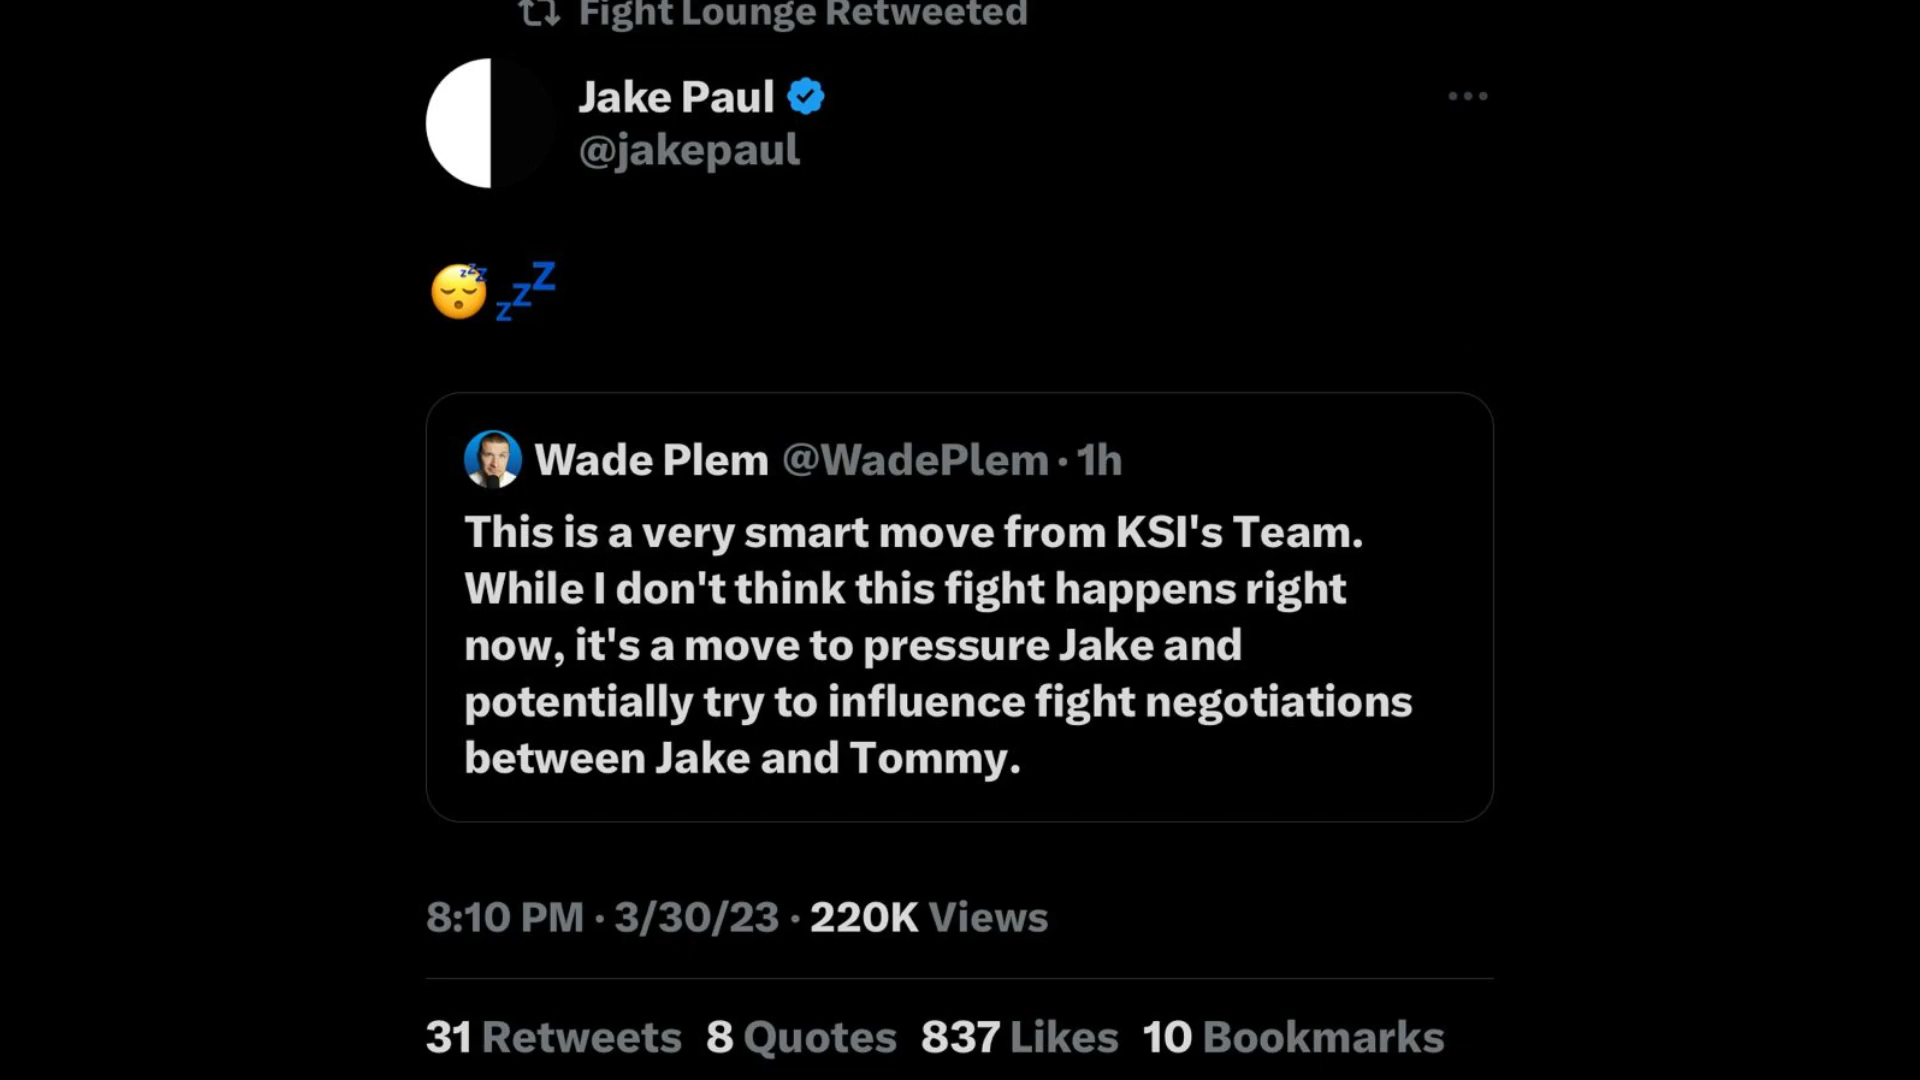 Fight Lounge Retweeted
Jake Paul
@jakepaul
😴💤
Wade Plem @WadePlem · 1h
This is a very smart move from KSI's Team.
While I don't think this fight happens right
now, it's a move to pressure Jake and
potentially try to influence fight negotiations
between Jake and Tommy.
8:10 PM · 3/30/23 · 220K Views
31 Retweets 8 Quotes 837 Likes 10 Bookmarks